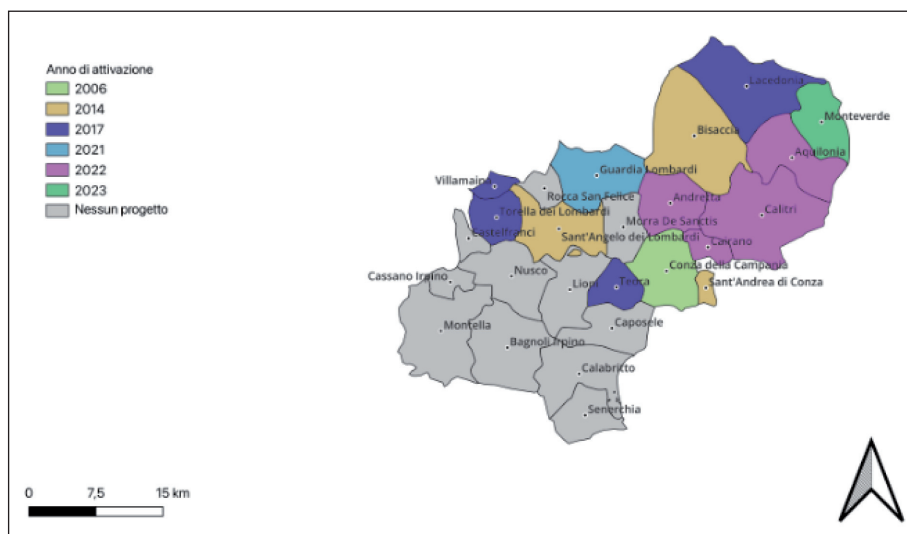 Anno di attivazione
2006
2014
2017
2021
2022
2023
Nessun progetto
Lacedonia
Monteverde
Bisaccia
Aquilonia
Guardia Lombardi
Villamaina
Rocca San Felice
Andretta
Calitri
Torella dei Lombardi
Morra De Sanctis
Castelfranci
Sant'Angelo dei Lombardi
Cairano
Conza della Campania
Nusco
Cassano Irpino
Lioni
Teora
Sant'Andrea di Conza
Montella
Caposele
Bagnoli Irpino
Calabritto
Senerchia
0 7,5 15 km